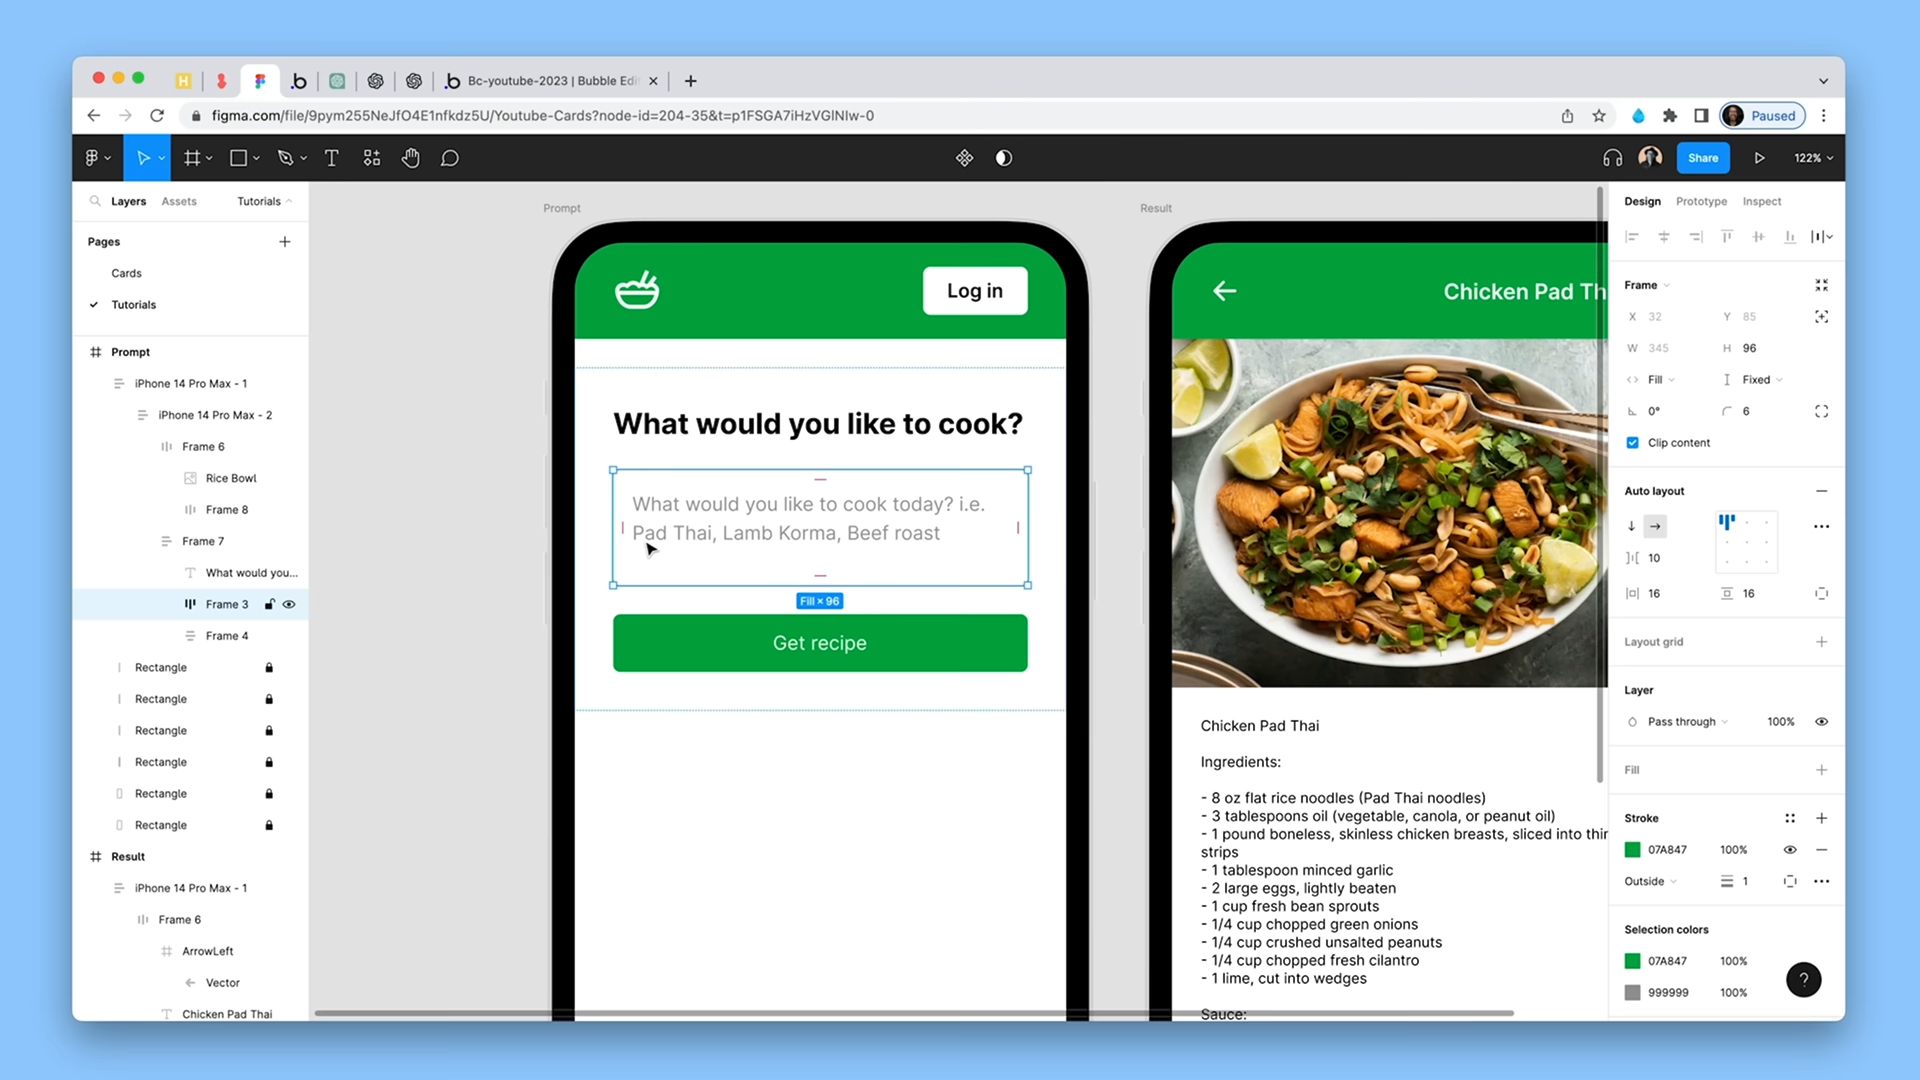 Bc-youtube-2023 | Bubble Edi
figma.com/file/9pym255NeJfO4E1nfkdz5U/Youtube-Cards?node-id=204-35&t=p1FSGA7iHzVGlNIw-0
Paused
Share
122%
Layers
Assets
Tutorials
Pages
Cards
Tutorials
Prompt
iPhone 14 Pro Max - 1
iPhone 14 Pro Max - 2
Frame 6
Rice Bowl
Frame 8
Frame 7
What would you...
Frame 3
Frame 4
Rectangle
Rectangle
Rectangle
Rectangle
Rectangle
Rectangle
Result
iPhone 14 Pro Max - 1
Frame 6
ArrowLeft
Vector
Chicken Pad Thai
Prompt
Log in
What would you like to cook?
What would you like to cook today? i.e.
Pad Thai, Lamb Korma, Beef roast
Fill × 96
Get recipe
Result
Chicken Pad Th
Chicken Pad Thai
Ingredients:
- 8 oz flat rice noodles (Pad Thai noodles)
- 3 tablespoons oil (vegetable, canola, or peanut oil)
- 1 pound boneless, skinless chicken breasts, sliced into thin
strips
- 1 tablespoon minced garlic
- 2 large eggs, lightly beaten
- 1 cup fresh bean sprouts
- 1/4 cup chopped green onions
- 1/4 cup crushed unsalted peanuts
- 1/4 cup chopped fresh cilantro
- 1 lime, cut into wedges
Sauce:
Design
Prototype
Inspect
Frame
X 32
Y 85
W 345
H 96
Fill
Fixed
0°
6
Clip content
Auto layout
10
16
16
Layout grid
Layer
Pass through
100%
Fill
Stroke
07A847
100%
Outside
1
Selection colors
07A847
100%
999999
100%
?